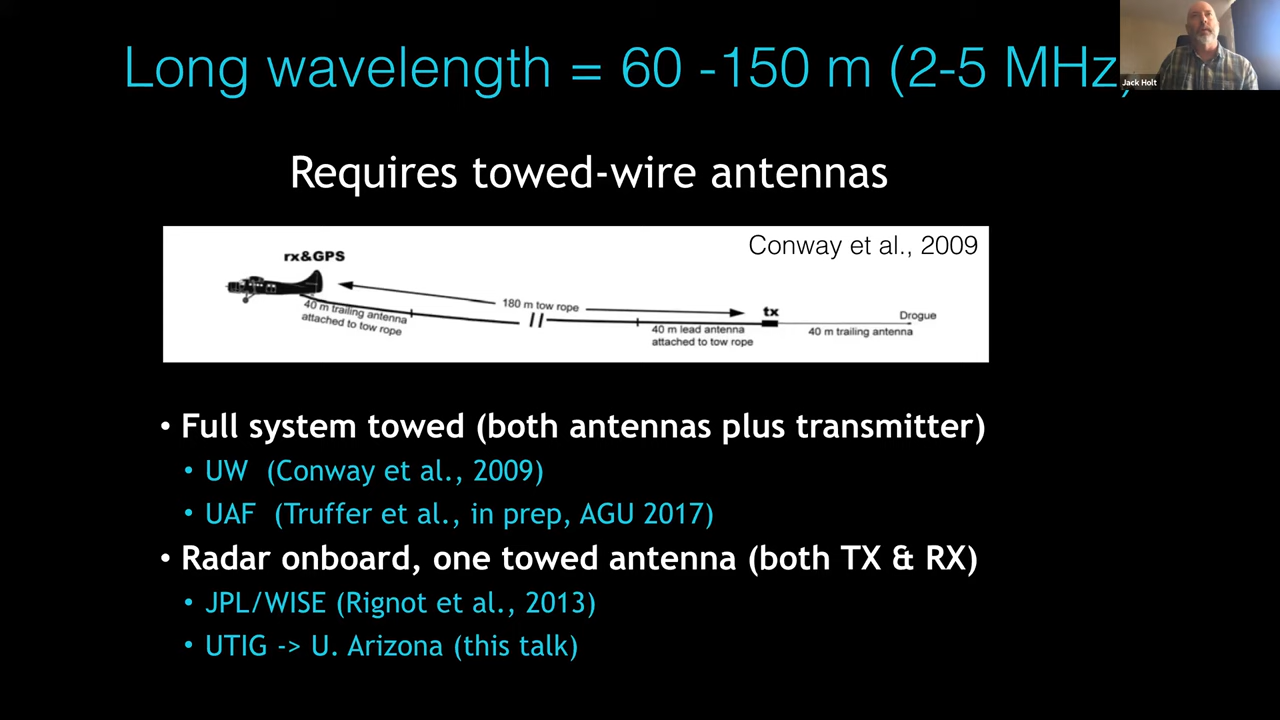 Long wavelength = 60 -150 m (2-5 MHz)
Jack Holt
Requires towed-wire antennas
Conway et al., 2009
rx&GPS
180 m tow rope
40 m trailing antenna
attached to tow rope
tx
40 m lead antenna
attached to tow rope
Drogue
40 m trailing antenna
• Full system towed (both antennas plus transmitter)
• UW (Conway et al., 2009)
• UAF (Truffer et al., in prep, AGU 2017)
• Radar onboard, one towed antenna (both TX & RX)
• JPL/WISE (Rignot et al., 2013)
• UTIG -> U. Arizona (this talk)